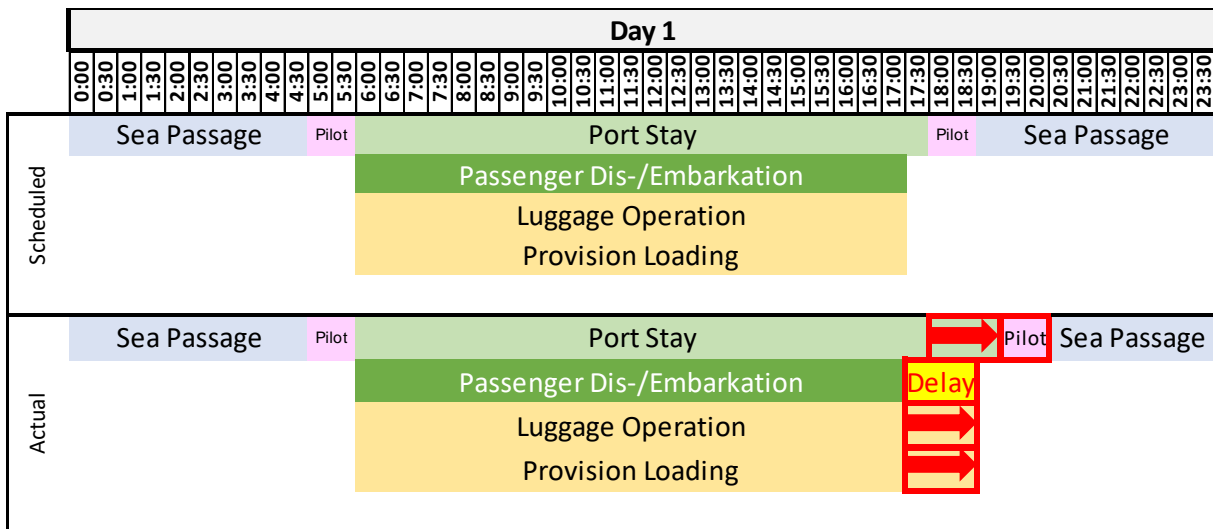 Day 1
0:00 0:30 1:00 1:30 2:00 2:30 3:00 3:30 4:00 4:30 5:00 5:30 6:00 6:30 7:00 7:30 8:00 8:30 9:00 9:30 10:00 10:30 11:00 11:30 12:00 12:30 13:00 13:30 14:00 14:30 15:00 15:30 16:00 16:30 17:00 17:30 18:00 18:30 19:00 19:30 20:00 20:30 21:00 21:30 22:00 22:30 23:00 23:30
Scheduled
Sea Passage Pilot Port Stay Pilot Sea Passage
Passenger Dis-/Embarkation
Luggage Operation
Provision Loading
Actual
Sea Passage Pilot Port Stay Pilot Sea Passage
Passenger Dis-/Embarkation Delay
Luggage Operation
Provision Loading